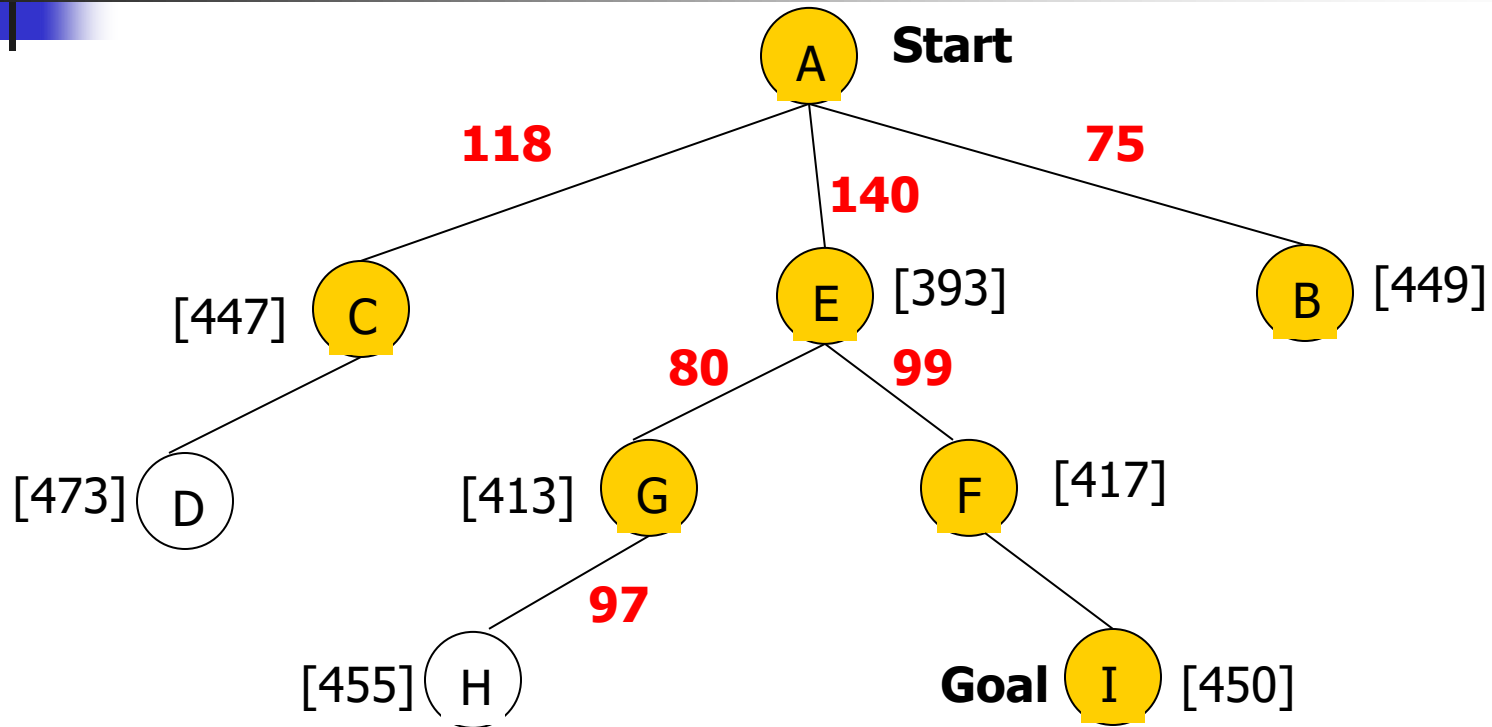 A Start
118
75
140
[447] C
E [393]
B [449]
80
99
[473] D
[413] G
F [417]
97
[455] H
Goal I [450]